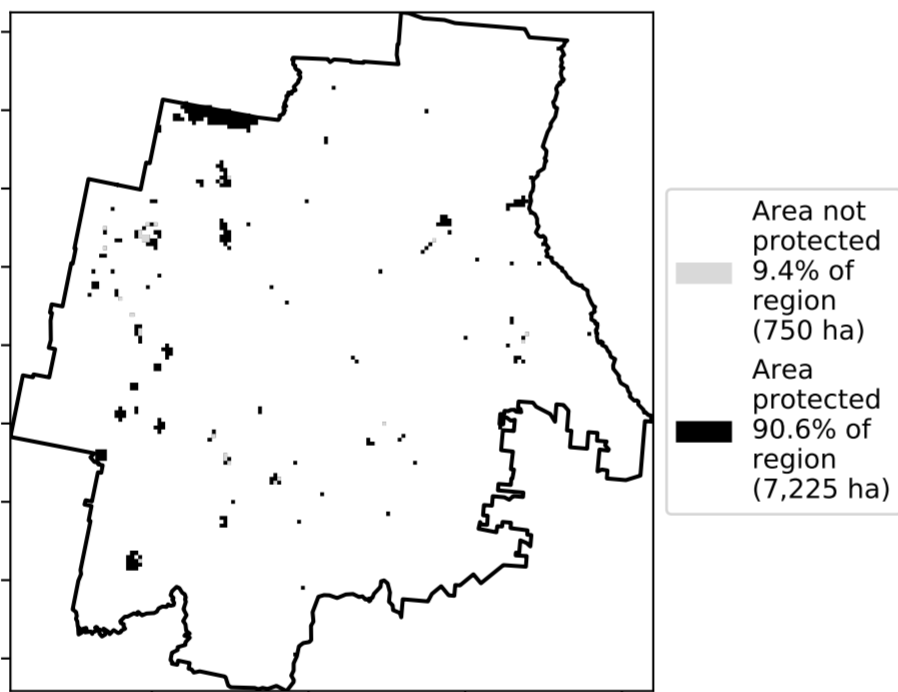 Area not
protected
9.4% of
region
(750 ha)
Area
protected
90.6% of
region
(7,225 ha)